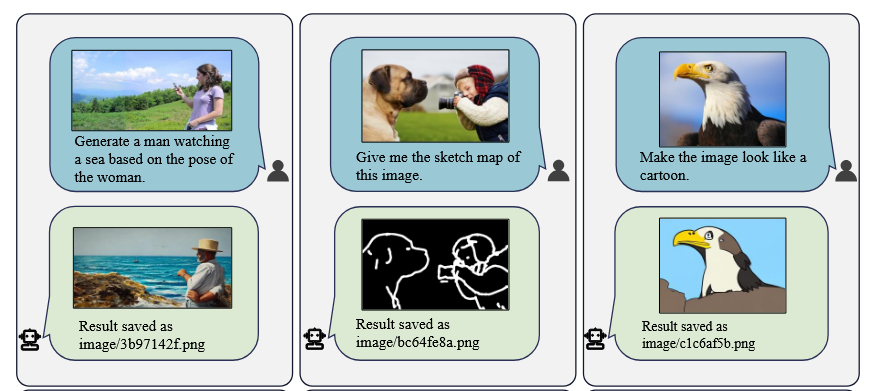 Generate a man watching
a sea based on the pose of
the woman.
Result saved as
image/3b97142f.png
Give me the sketch map of
this image.
Result saved as
image/bc64fe8a.png
Make the image look like a
cartoon.
Result saved as
image/c1c6af5b.png